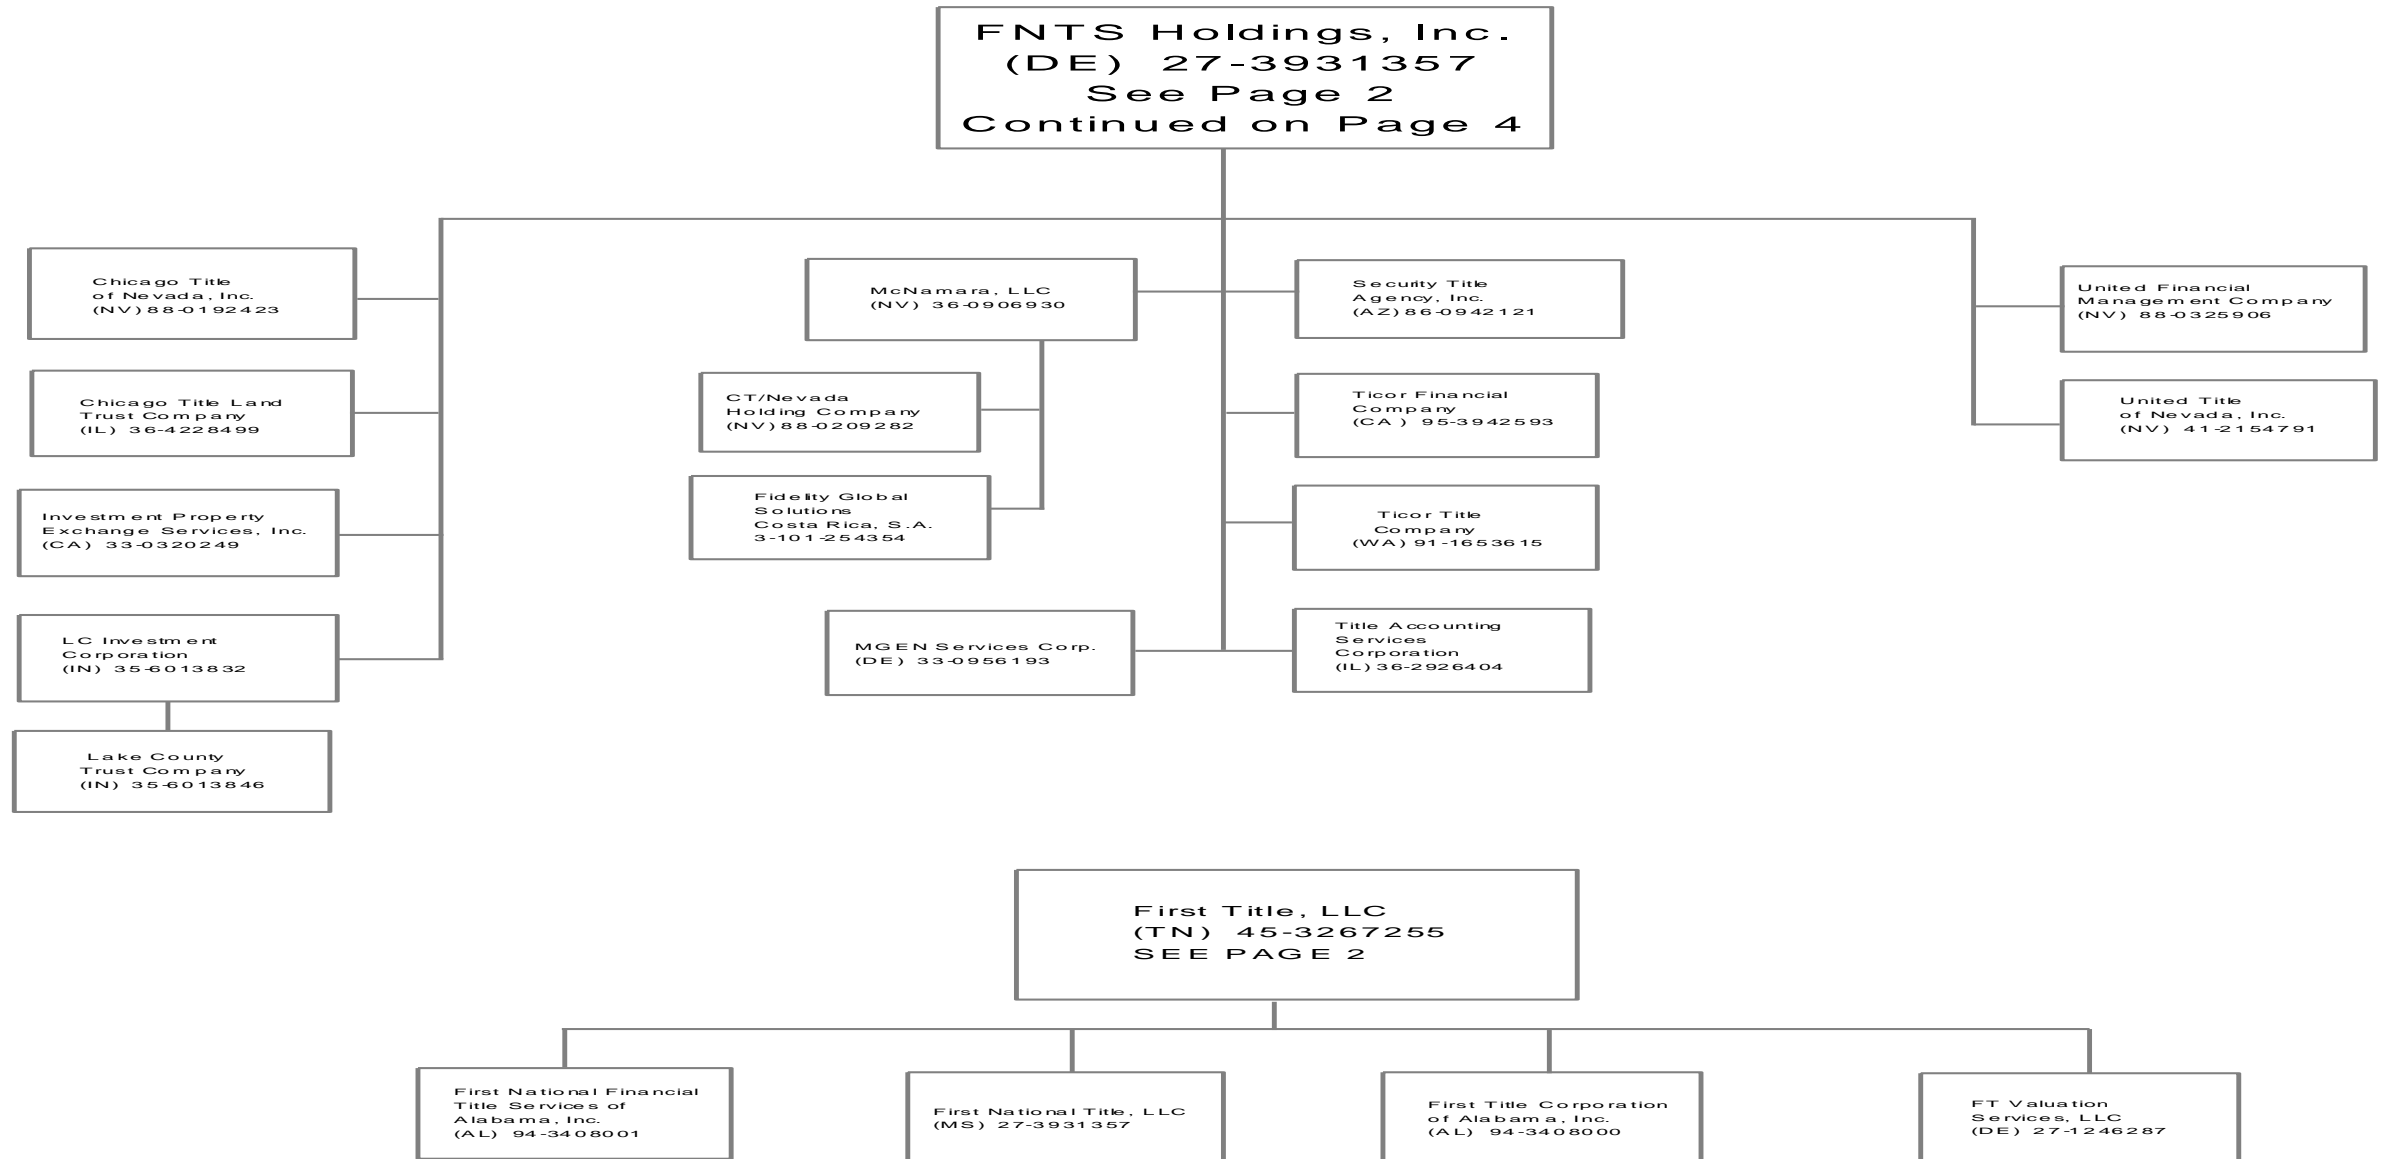 FNTS Holdings, Inc.
(DE) 27-3931357
See Page 2
Continued on Page 4
Chicago Title
of Nevada, Inc.
(NV) 88-0192423
Chicago Title Land
Trust Company
(IL) 36-4228499
Investment Property
Exchange Services, Inc.
(CA) 33-0320249
LC Investment
Corporation
(IN) 35-6013832
Lake County
Trust Company
(IN) 35-6013846
McNamara, LLC
(NV) 36-0906930
CT/Nevada
Holding Company
(NV) 88-0209282
Fidelity Global
Solutions
Costa Rica, S.A.
3-101-254354
MGEN Services Corp.
(DE) 33-0956193
Security Title
Agency, Inc.
(AZ) 86-0942121
Ticor Financial
Company
(CA) 95-3942593
Ticor Title
Company
(WA) 91-1653615
Title Accounting
Services
Corporation
(IL) 36-2926404
United Financial
Management Company
(NV) 88-0325906
United Title
of Nevada, Inc.
(NV) 41-2154791
First Title, LLC
(TN) 45-3267255
SEE PAGE 2
First National Financial
Title Services of
Alabama, Inc.
(AL) 94-3408001
First National Title, LLC
(MS) 27-3931357
First Title Corporation
of Alabama, Inc.
(AL) 94-3408000
FT Valuation
Services, LLC
(DE) 27-1246287